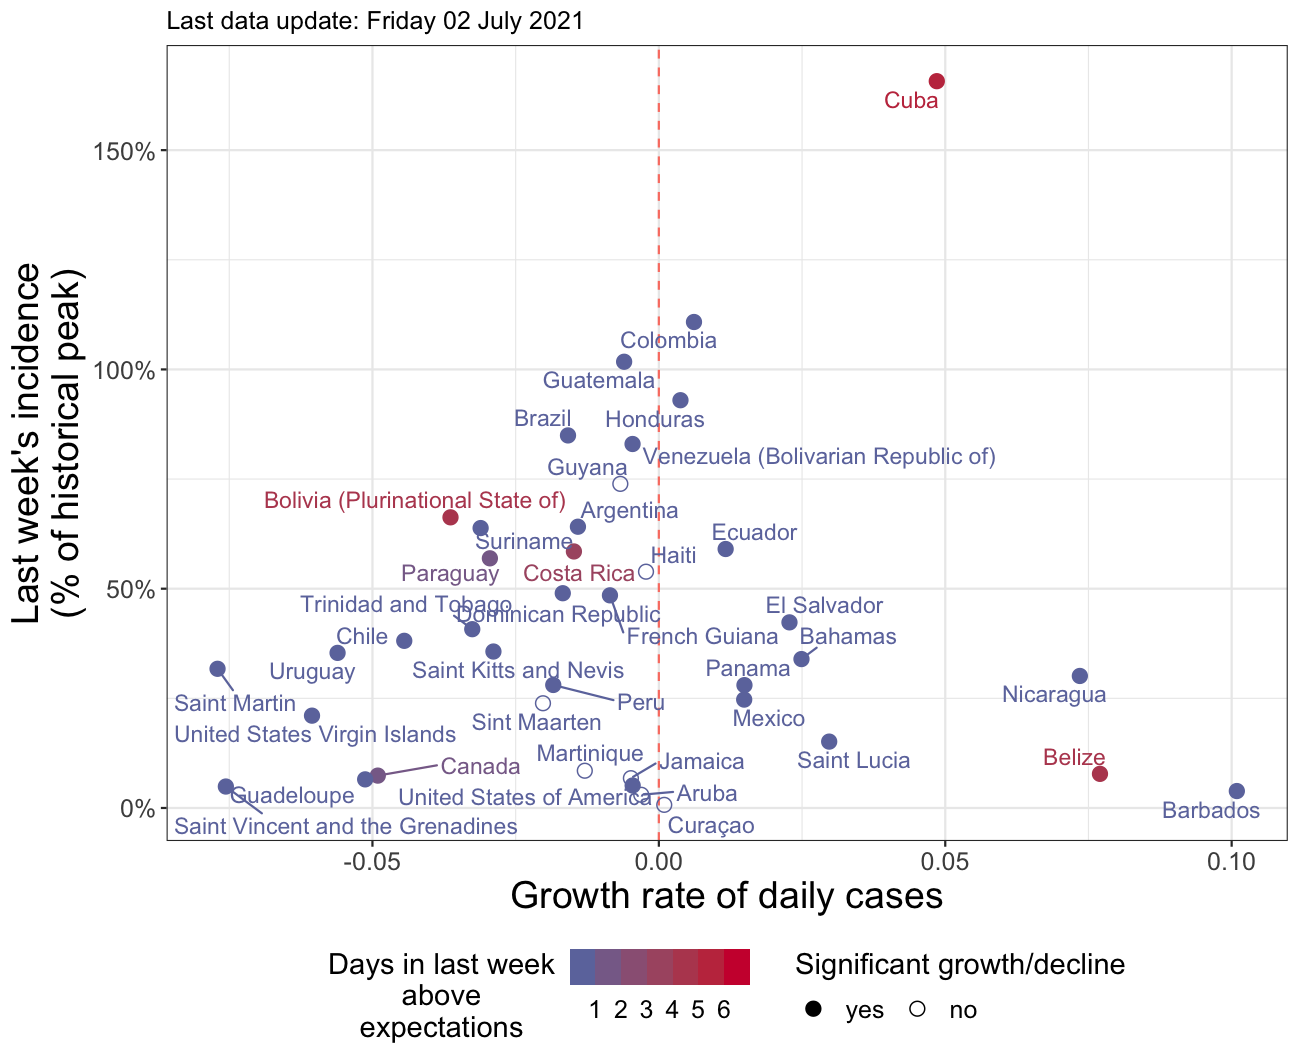 Last data update: Friday 02 July 2021
Last week's incidence
(% of historical peak)
150%
100%
50%
0%
Cuba
Colombia
Guatemala
Brazil
Honduras
Venezuela (Bolivarian Republic of)
Guyana
Bolivia (Plurinational State of)
Argentina
Ecuador
Suriname
Haiti
Paraguay
Costa Rica
Trinidad and Tobago
El Salvador
Dominican Republic
Chile
French Guiana
Bahamas
Uruguay
Saint Kitts and Nevis
Panama
Nicaragua
Saint Martin
Peru
Sint Maarten
Mexico
United States Virgin Islands
Martinique
Jamaica
Saint Lucia
Belize
Canada
Guadeloupe
United States of America
Aruba
Barbados
Saint Vincent and the Grenadines
Curaçao
-0.05
0.00
0.05
0.10
Growth rate of daily cases
Days in last week
above
expectations
1 2 3 4 5 6
Significant growth/decline
yes
no